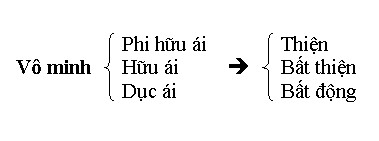 Phi hữu ái Thiện
Vô minh Hữu ái ➔ Bất thiện
Dục ái Bất động